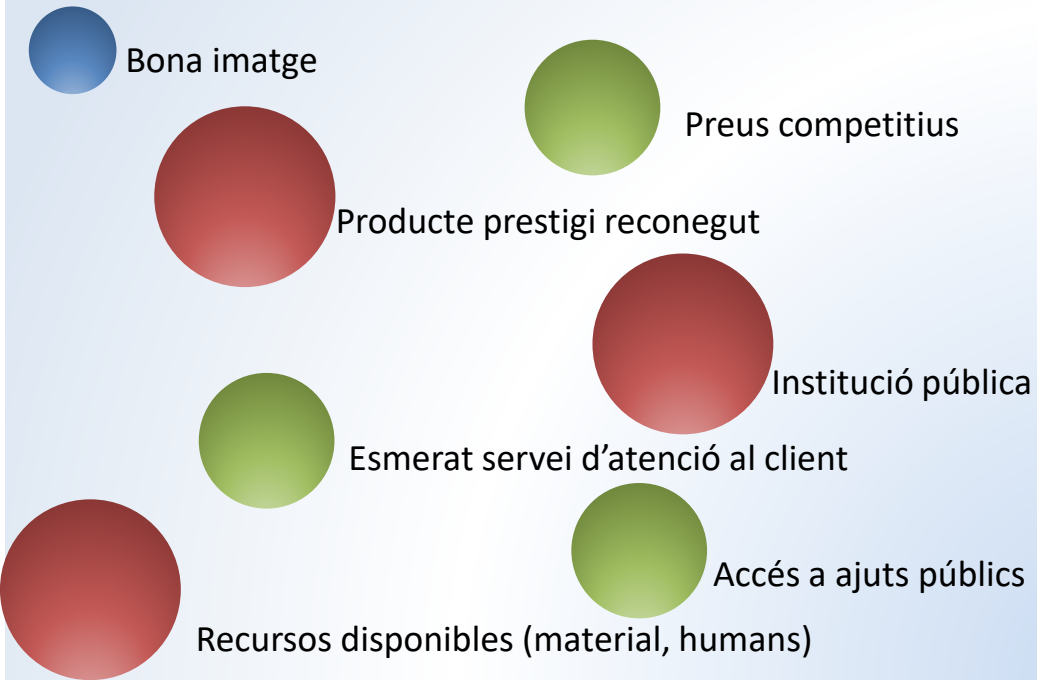 Bona imatge
Preus competitius
Producte prestigi reconegut
Institució pública
Esmerat servei d’atenció al client
Accés a ajuts públics
Recursos disponibles (material, humans)